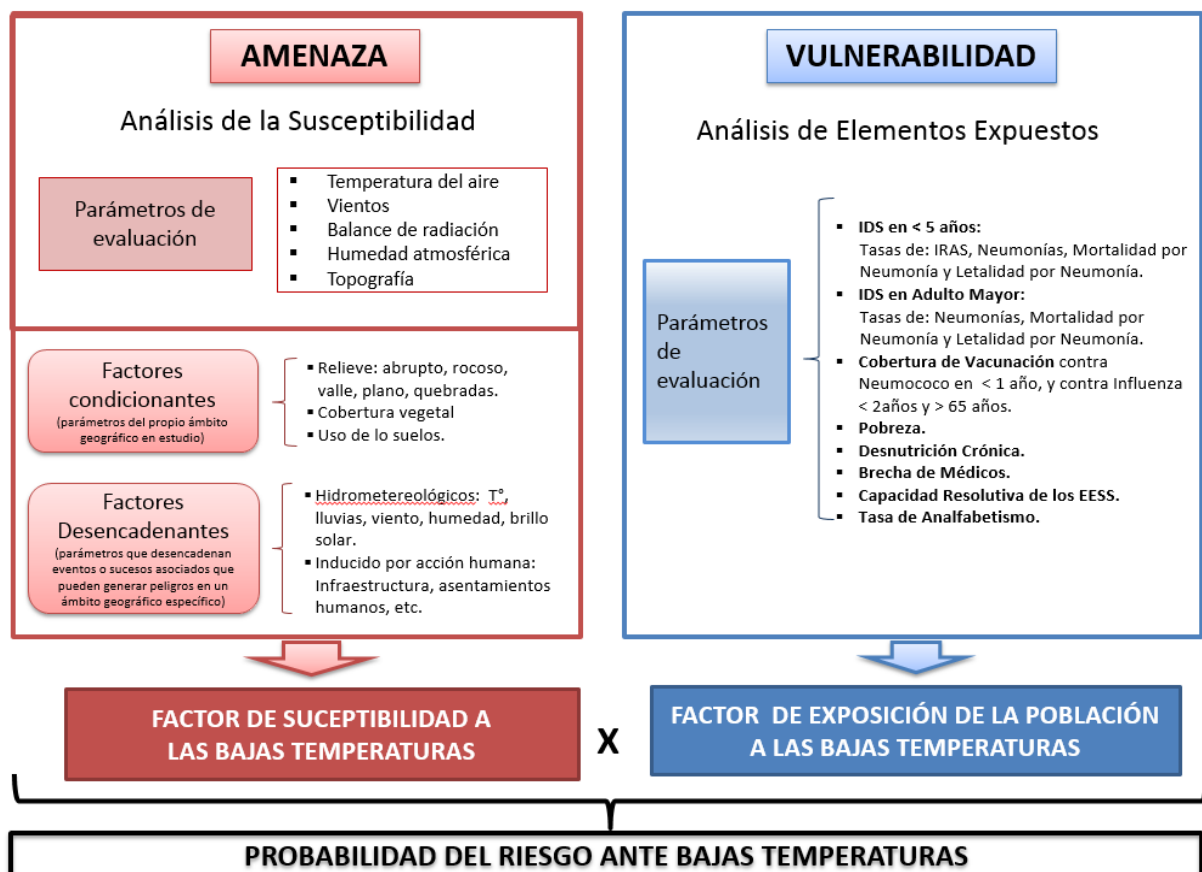 AMENAZA
Análisis de la Susceptibilidad
Parámetros de
evaluación
▪ Temperatura del aire
▪ Vientos
▪ Balance de radiación
▪ Humedad atmosférica
▪ Topografía
Factores
condicionantes
(parámetros del propio ámbito
geográfico en estudio)
▪ Relieve: abrupto, rocoso,
valle, plano, quebradas.
▪ Cobertura vegetal
▪ Uso de lo suelos.
Factores
Desencadenantes
(parámetros que desencadenan
eventos o sucesos asociados que
pueden generar peligros en un
ámbito geográfico específico)
▪ Hidrometereológicos: T°,
lluvias, viento, humedad, brillo
solar.
▪ Inducido por acción humana:
Infraestructura, asentamientos
humanos, etc.
VULNERABILIDAD
Análisis de Elementos Expuestos
Parámetros
de
evaluación
▪ IDS en < 5 años:
Tasas de: IRAS, Neumonías, Mortalidad por
Neumonía y Letalidad por Neumonía.
▪ IDS en Adulto Mayor:
Tasas de: Neumonías, Mortalidad por
Neumonía y Letalidad por Neumonía.
▪ Cobertura de Vacunación contra
Neumococo en < 1 año, y contra Influenza
< 2años y > 65 años.
▪ Pobreza.
▪ Desnutrición Crónica.
▪ Brecha de Médicos.
▪ Capacidad Resolutiva de los EESS.
▪ Tasa de Analfabetismo.
FACTOR DE SUCEPTIBILIDAD A
LAS BAJAS TEMPERATURAS
X
FACTOR DE EXPOSICIÓN DE LA POBLACIÓN
A LAS BAJAS TEMPERATURAS
PROBABILIDAD DEL RIESGO ANTE BAJAS TEMPERATURAS